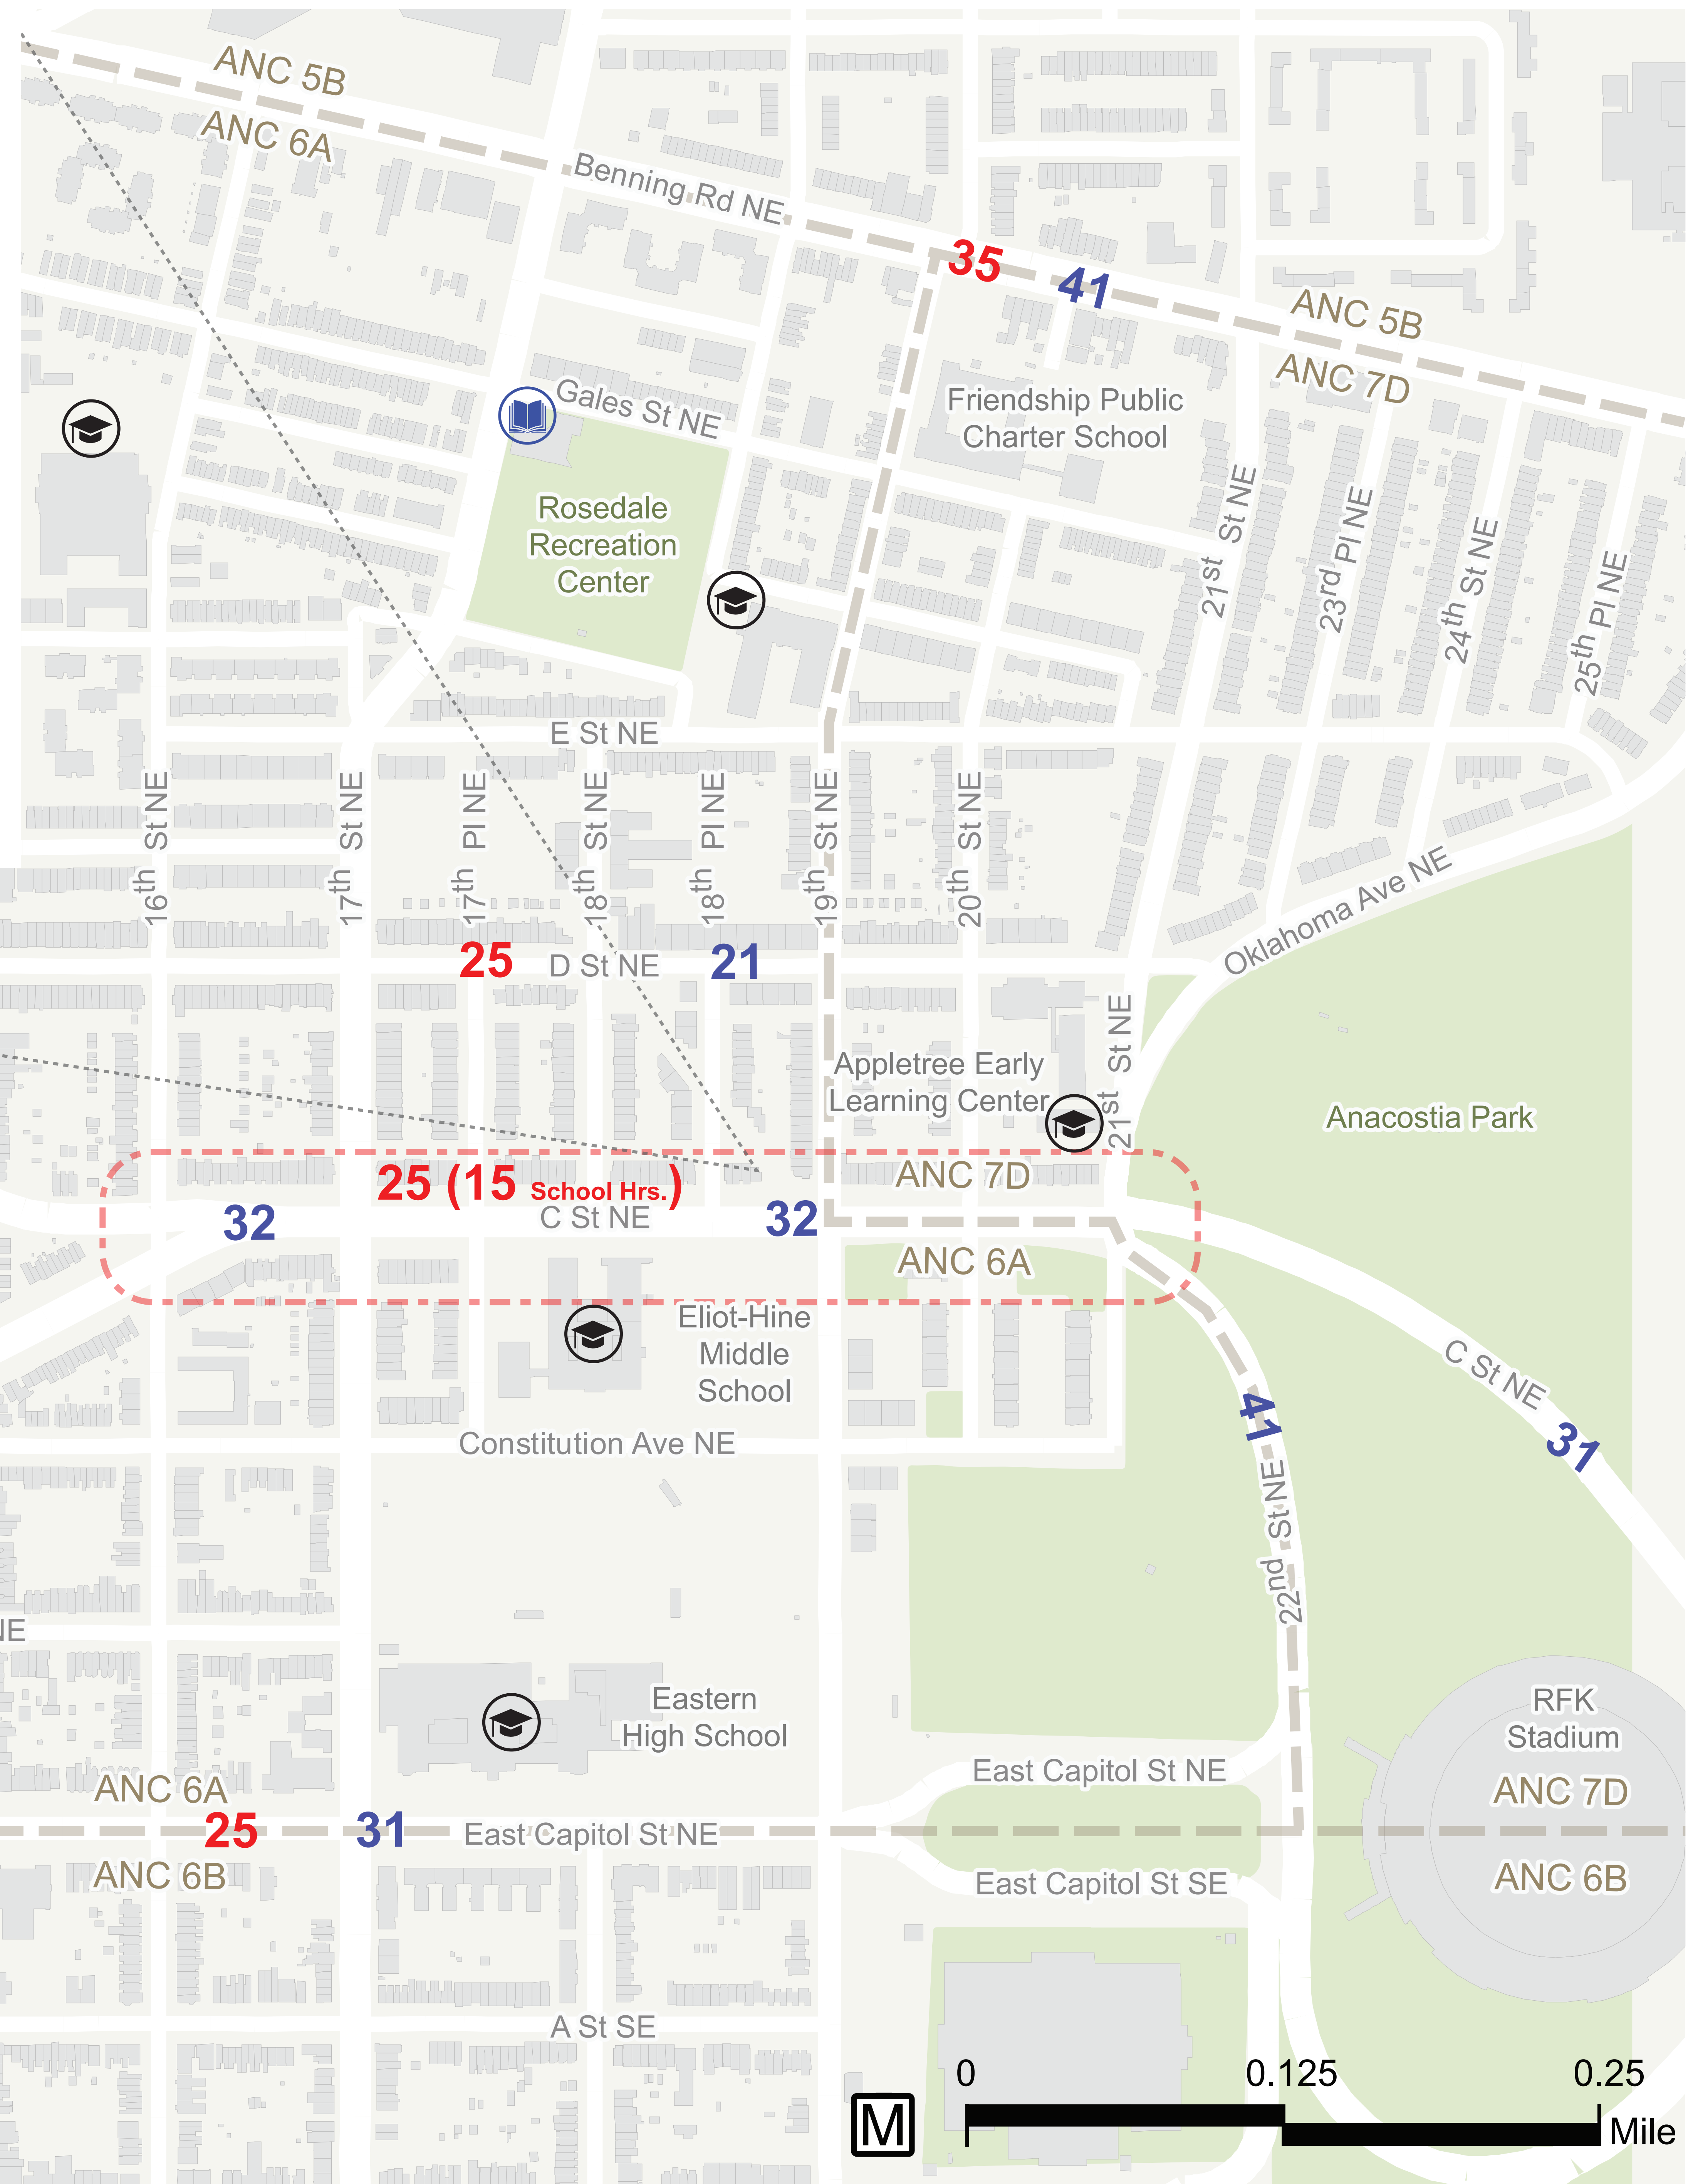 ANC 5B
ANC 6A
Benning Rd NE
35
41
ANC 5B
ANC 7D
Gales St NE
Friendship Public
Charter School
Rosedale
Recreation
Center
21st St NE
23rd Pl NE
24th St NE
25th Pl NE
E St NE
16th St NE
17th St NE
17th Pl NE
18th St NE
18th Pl NE
19th St NE
20th St NE
Oklahoma Ave NE
25
D St NE
21
21st St NE
Appletree Early
Learning Center
Anacostia Park
25 (15 School Hrs.)
ANC 7D
32
C St NE
32
ANC 6A
Eliot-Hine
Middle
School
C St NE
41
31
Constitution Ave NE
22nd St NE
NE
Eastern
High School
RFK
Stadium
East Capitol St NE
ANC 6A
ANC 7D
25
31
East Capitol St NE
ANC 6B
East Capitol St SE
ANC 6B
A St SE
0
0.125
0.25
M
Mile